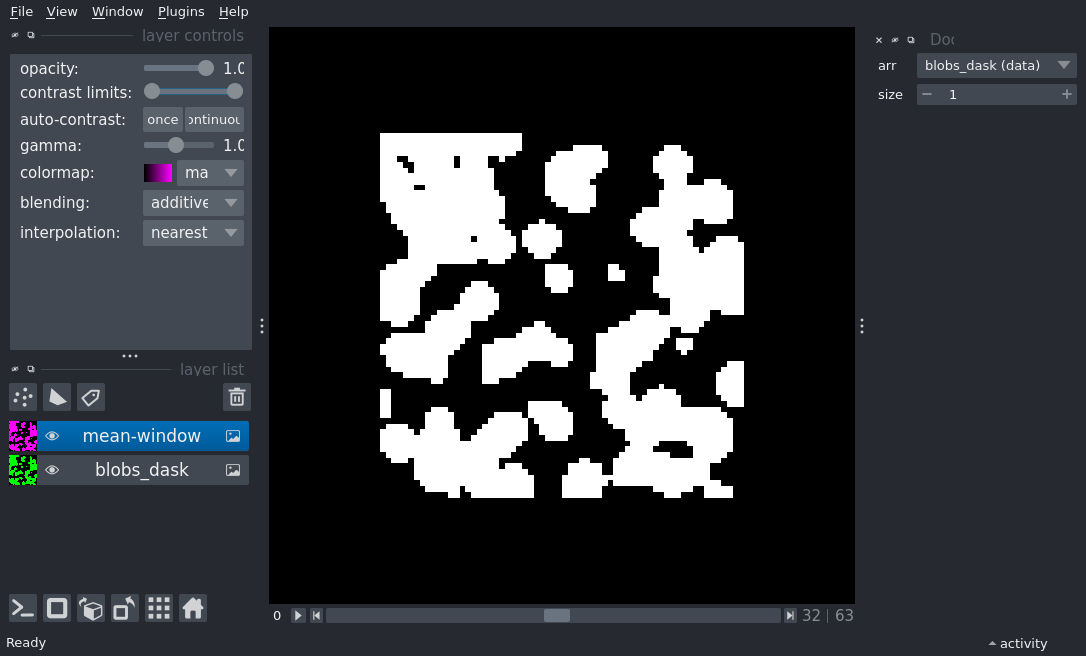 File View Window Plugins Help
layer controls
opacity: 1.0
contrast limits:
auto-contrast: once ontinuou
gamma: 1.0
colormap: ma
blending: additive
interpolation: nearest
layer list
mean-window
blobs_dask
0 32 | 63
Ready
Doc
arr blobs_dask (data)
size 1
activity